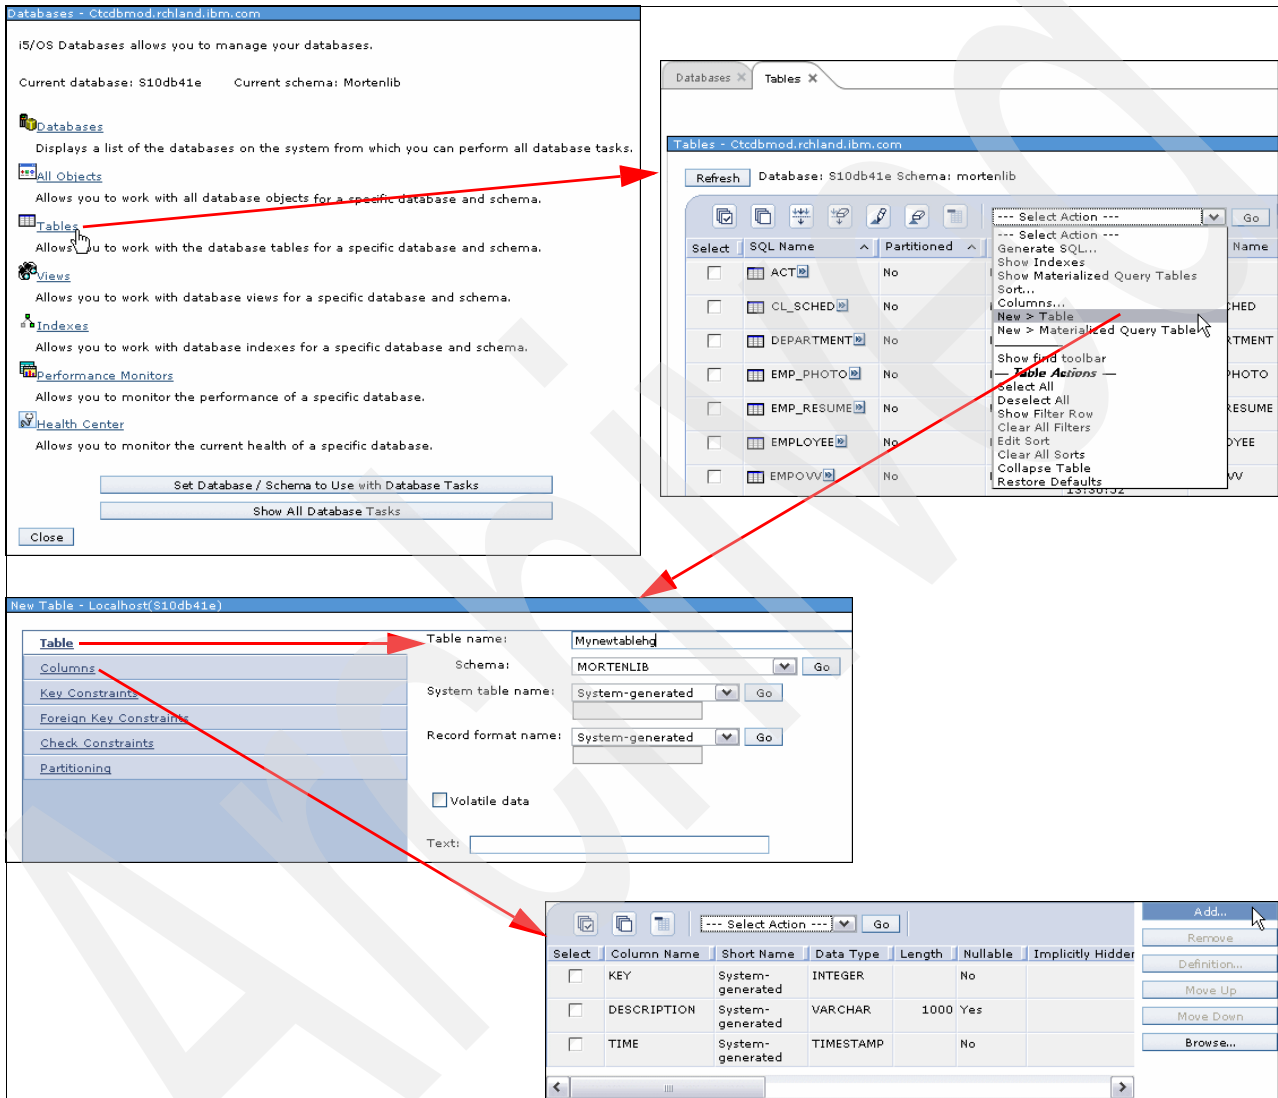 Databases - Ctcdbmod.rchland.ibm.com
i5/OS Databases allows you to manage your databases.
Current database: S10db41e Current schema: Mortenlib
Databases
Displays a list of the databases on the system from which you can perform all database tasks.
All Objects
Allows you to work with all database objects for a specific database and schema.
Tables
Allows you to work with the database tables for a specific database and schema.
Views
Allows you to work with database views for a specific database and schema.
Indexes
Allows you to work with database indexes for a specific database and schema.
Performance Monitors
Allows you to monitor the performance of a specific database.
Health Center
Allows you to monitor the current health of a specific database.
Set Database / Schema to Use with Database Tasks
Show All Database Tasks
Close
Databases Tables
Tables - Ctcdbmod.rchland.ibm.com
Refresh Database: S10db41e Schema: mortenlib
--- Select Action --- Go
Select SQL Name Partitioned Name
ACT No
CL_SCHED No HED
DEPARTMENT No RTMENT
EMP_PHOTO No PHOTO
EMP_RESUME No RESUME
EMPLOYEE No OYEE
EMPOVV No VV
--- Select Action ---
Generate SQL...
Show Indexes
Show Materialized Query Tables
Sort...
Columns...
New > Table
New > Materialized Query Table
Show find toolbar
— Table Actions —
Select All
Deselect All
Show Filter Row
Clear All Filters
Edit Sort
Clear All Sorts
Collapse Table
Restore Defaults
New Table - Localhost(S10db41e)
Table
Columns
Key Constraints
Foreign Key Constraints
Check Constraints
Partitioning
Table name: Mynewtablehg
Schema: MORTENLIB Go
System table name: System-generated Go
Record format name: System-generated Go
Volatile data
Text:
--- Select Action --- Go
Select Column Name Short Name Data Type Length Nullable Implicitly Hidden
KEY System-generated INTEGER No
DESCRIPTION System-generated VARCHAR 1000 Yes
TIME System-generated TIMESTAMP No
Add...
Remove
Definition...
Move Up
Move Down
Browse...
Archived